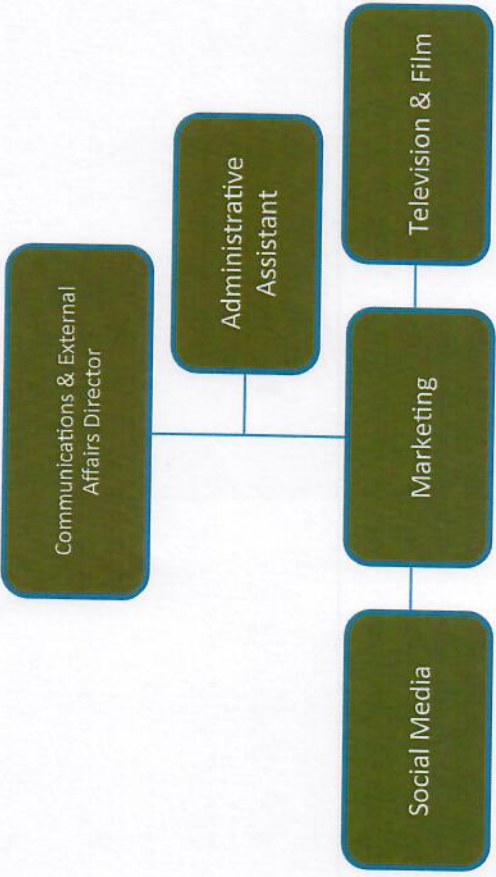 Communications & External
Affairs Director
Administrative
Assistant
Social Media
Marketing
Television & Film